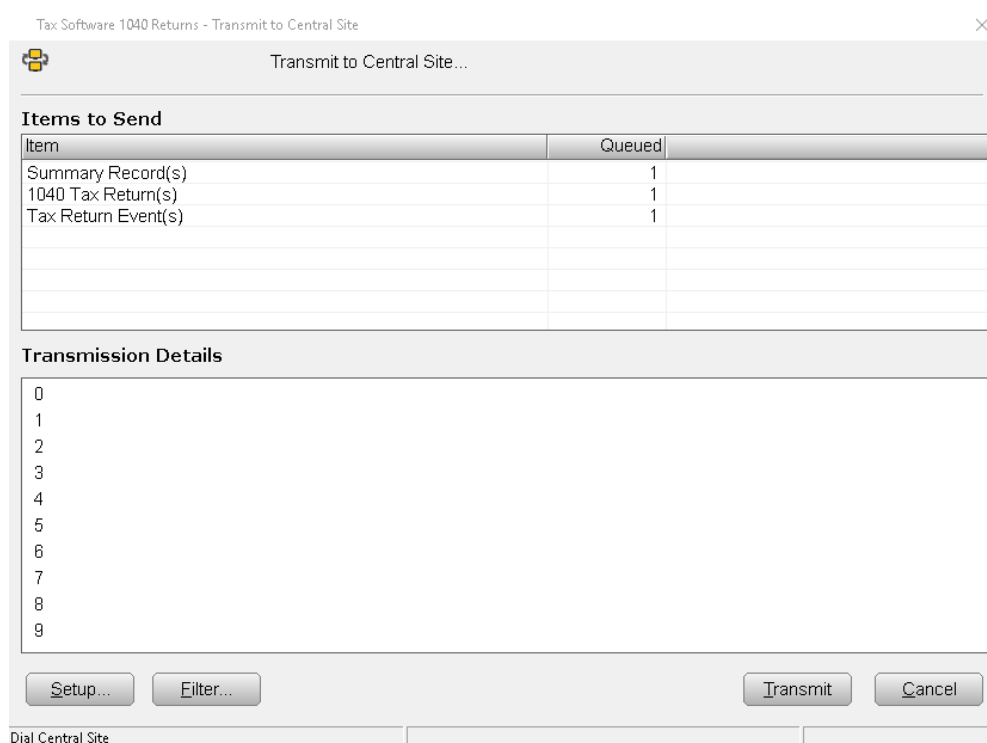 Tax Software 1040 Returns - Transmit to Central Site
Transmit to Central Site...
Items to Send
Item Queued
Summary Record(s) 1
1040 Tax Return(s) 1
Tax Return Event(s) 1
Transmission Details
0
1
2
3
4
5
6
7
8
9
Setup... Filter... Transmit Cancel
Dial Central Site